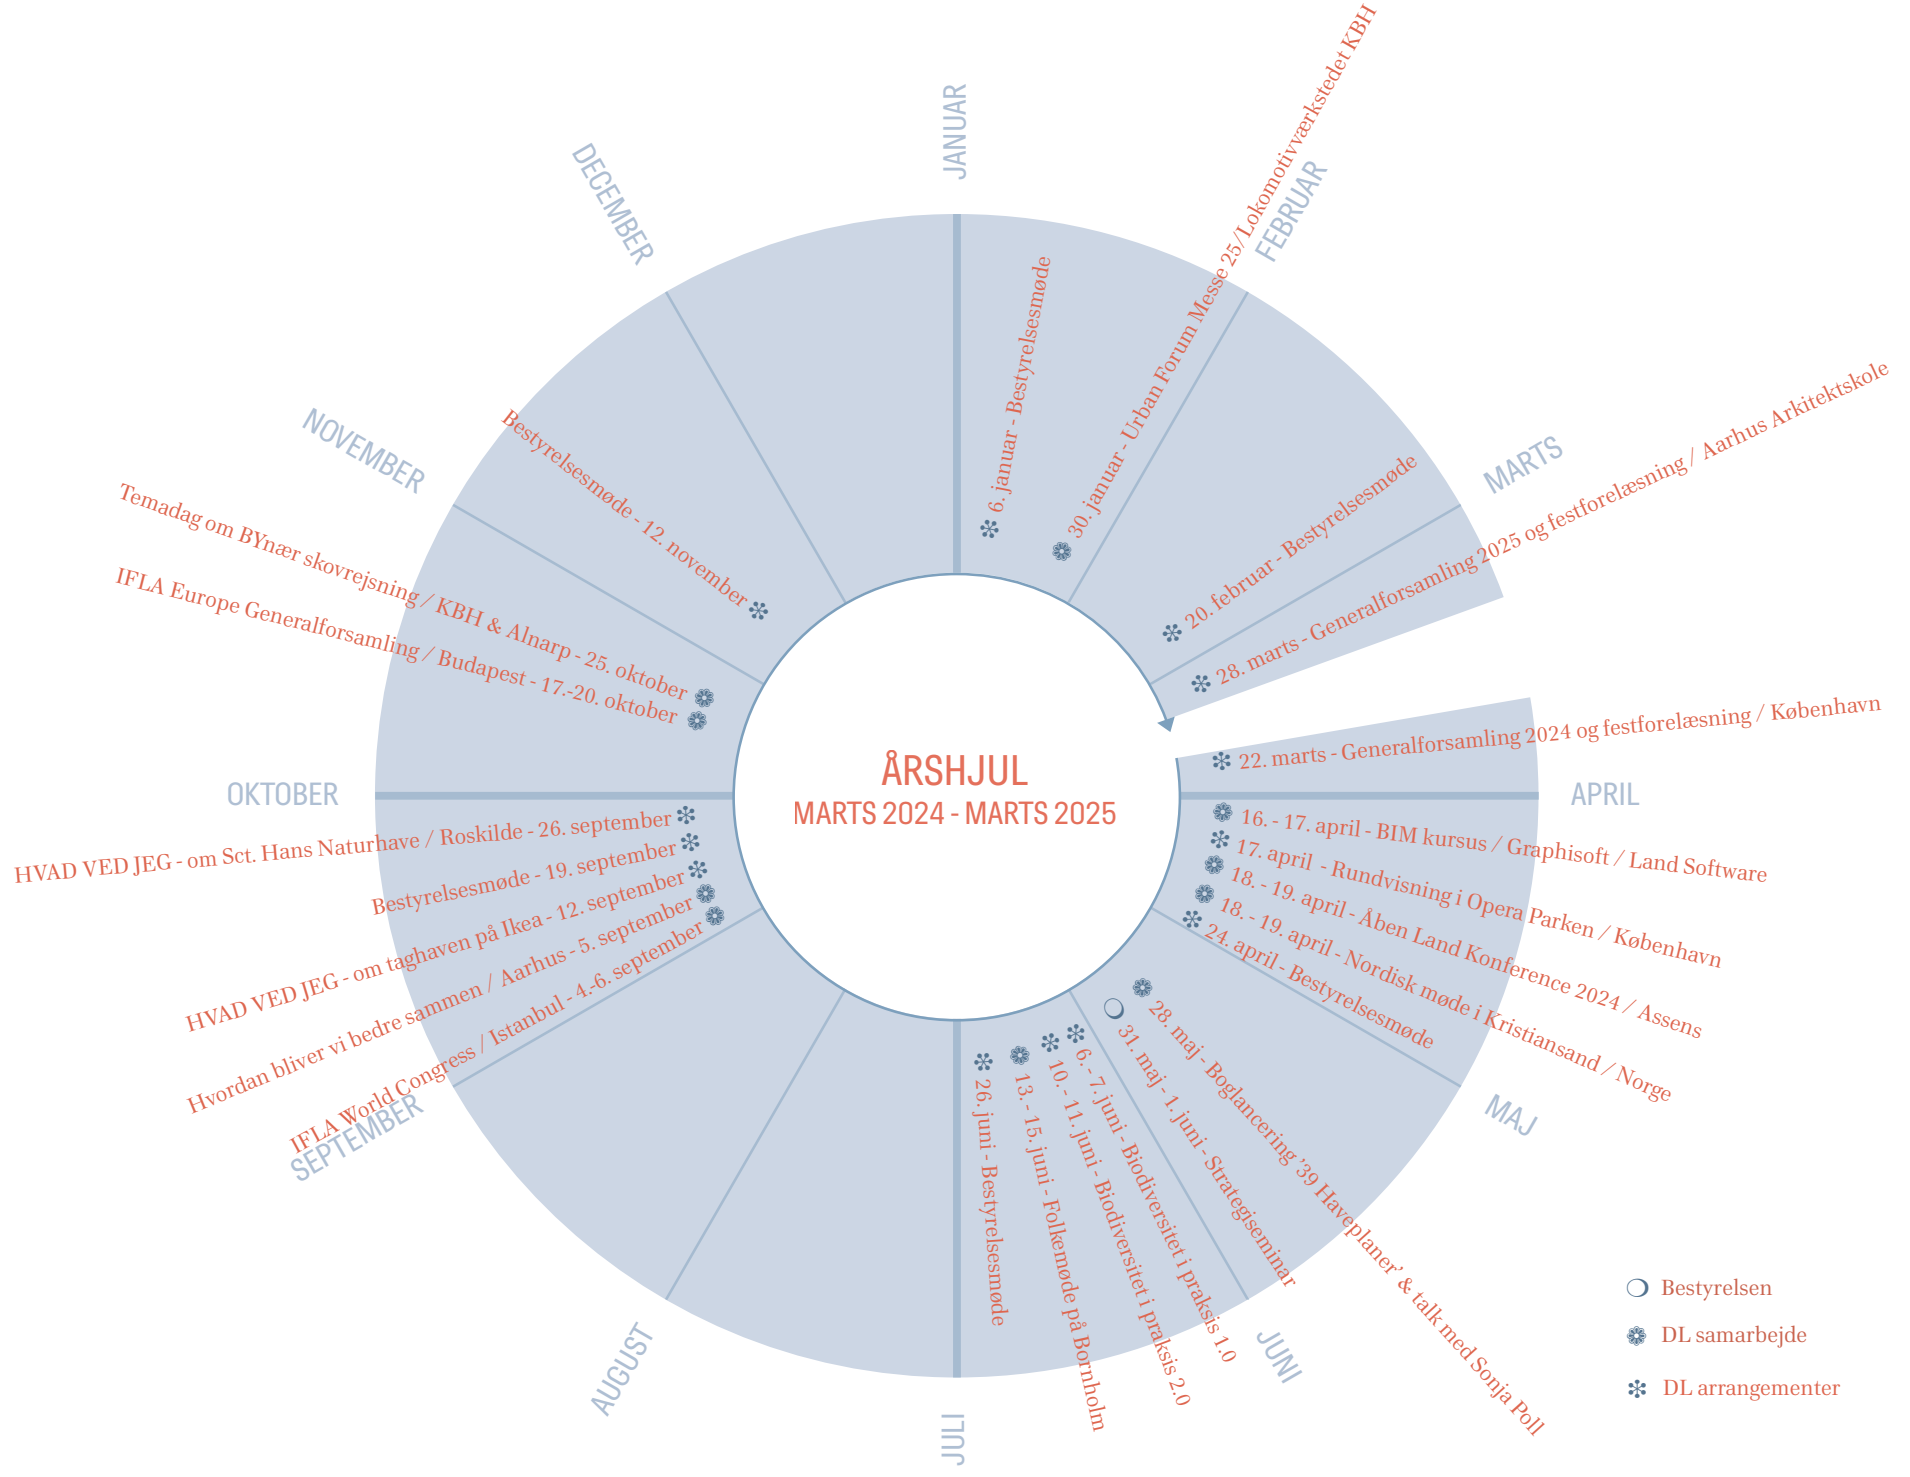 ÅRSHJUL
MARTS 2024 - MARTS 2025
JANUAR
6. januar - Bestyrelsesmøde
30. januar - Urban Forum Messe 25/Lokomotivværkstedet KBH
FEBRUAR
20. februar - Bestyrelsesmøde
MARTS
28. marts - Generalforsamling 2025 og festforelæsning / Aarhus Arkitektskole
22. marts - Generalforsamling 2024 og festforelæsning / København
APRIL
16. - 17. april - BIM kursus / Graphisoft / Land Software
17. april - Rundvisning i Opera Parken / København
18. - 19. april - Åben Land Konference 2024 / Assens
18. - 19. april - Nordisk møde i Kristiansand / Norge
24. april - Bestyrelsesmøde
MAJ
28. maj - Boglancering ’39 Haveplaner’ & talk med Sonja Poll
31. maj - 1. juni - Strategiseminar
JUNI
6. - 7. juni - Biodiversitet i praksis 1.0
10. - 11. juni - Biodiversitet i praksis 2.0
13. - 15. juni - Folkemøde på Bornholm
26. juni - Bestyrelsesmøde
JULI
AUGUST
SEPTEMBER
IFLA World Congress / Istanbul - 4.-6. september
Hvordan bliver vi bedre sammen / Aarhus - 5. september
HVAD VED JEG - om taghaven på Ikea - 12. september
Bestyrelsesmøde - 19. september
HVAD VED JEG - om Sct. Hans Naturhave / Roskilde - 26. september
OKTOBER
IFLA Europe Generalforsamling / Budapest - 17.-20. oktober
Temadag om BYnær skovrejsning / KBH & Alnarp - 25. oktober
NOVEMBER
Bestyrelsesmøde - 12. november
DECEMBER
Bestyrelsen
DL samarbejde
DL arrangementer